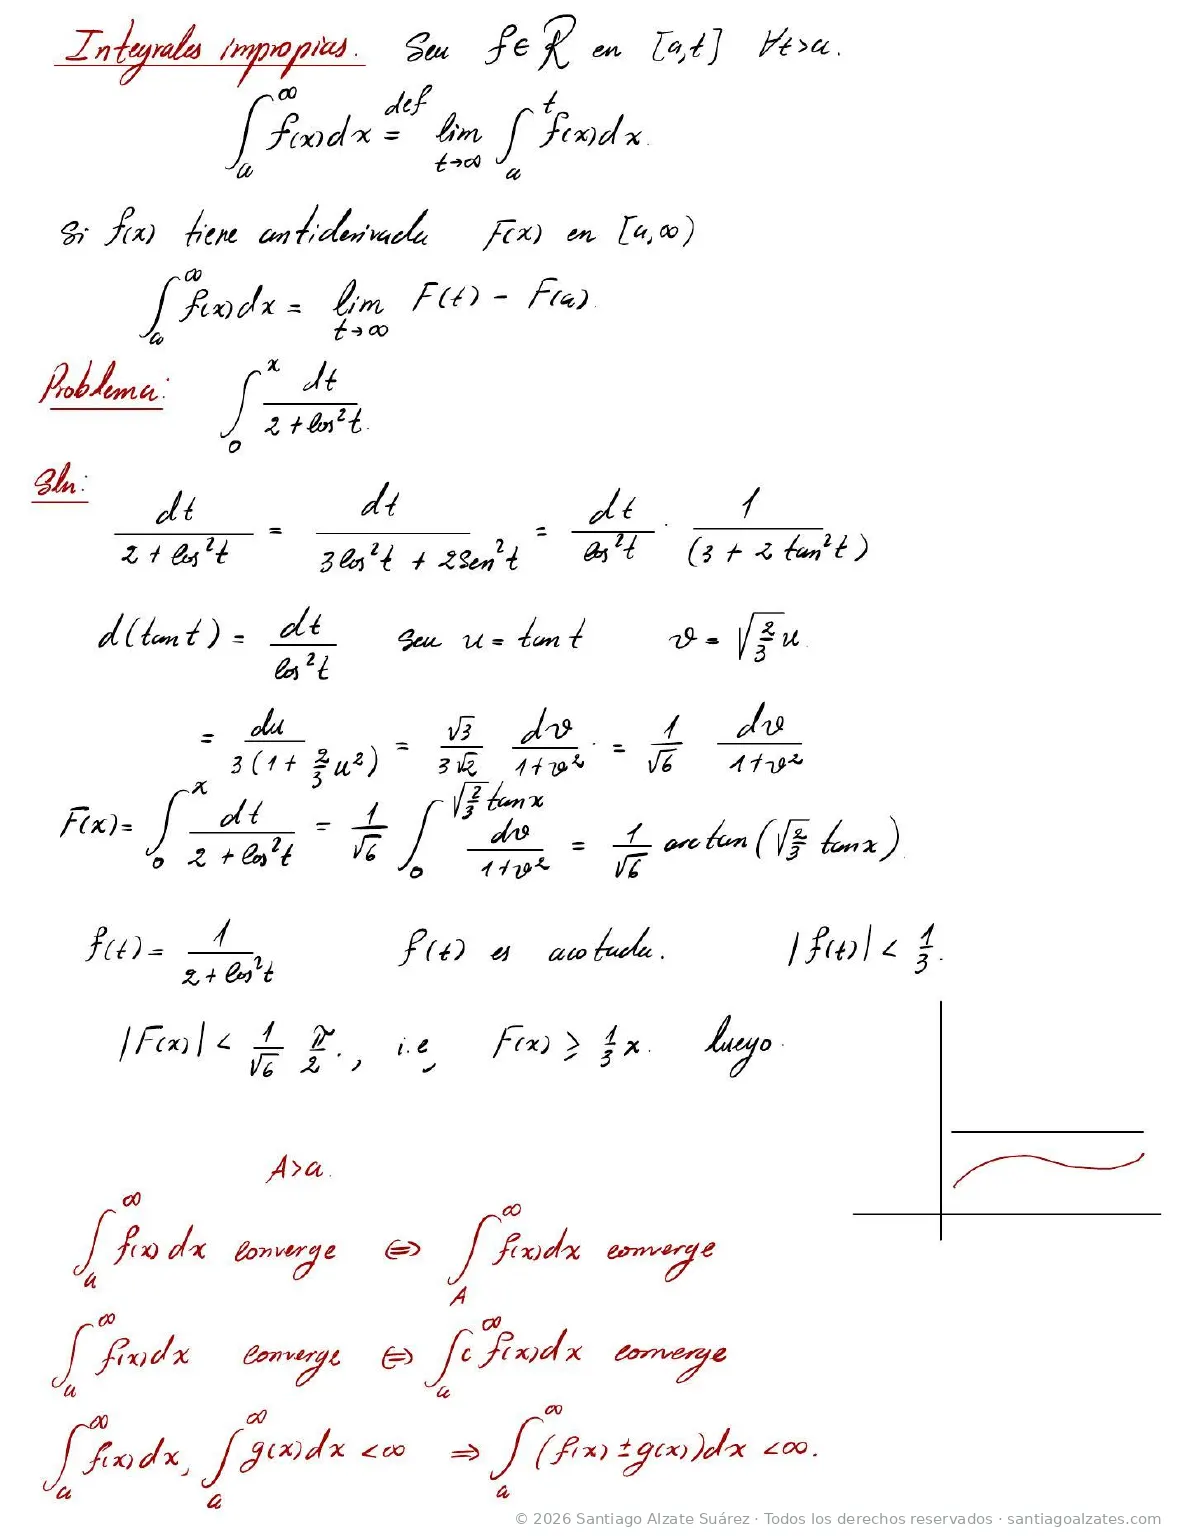 Integrales impropias. Sea f ∈ R en [a,t] ∀t>a.
∫_a^∞ f(x)dx =^{def} lim_{t→∞} ∫_a^t f(x)dx.
Si f(x) tiene antiderivada F(x) en [a,∞)
∫_a^∞ f(x)dx = lim_{t→∞} F(t) - F(a).
Problema: ∫_0^x dt/(2 + cos²t).
Sln:
dt/(2 + cos²t) = dt/(3cos²t + 2Sen²t) = dt/cos²t · 1/(3 + 2 tan²t)
d(tan t) = dt/cos²t sea u = tan t v = √(2/3) u.
= du/(3(1 + 2/3 u²)) = √3/(3√2) dv/(1+v²) · = 1/√6 dv/(1+v²)
F(x) = ∫_0^x dt/(2 + cos²t) = 1/√6 ∫_0^{√(2/3) tan x} dv/(1+v²) = 1/√6 arctan(√(2/3) tan x).
f(t) = 1/(2 + cos²t) f(t) es acotada. |f(t)| < 1/3.
|F(x)| < 1/√6 π/2., i.e, F(x) ≥ 1/3 x. luego.
A>a.
∫_a^∞ f(x)dx converge ⇔ ∫_A^∞ f(x)dx converge
∫_a^∞ f(x)dx converge ⇔ ∫_a^∞ c f(x)dx converge
∫_a^∞ f(x)dx, ∫_a^∞ g(x)dx <∞ ⇒ ∫_a^∞ (f(x) ± g(x))dx <∞.
© 2026 Santiago Alzate Suárez · Todos los derechos reservados · santiagoalzates.com